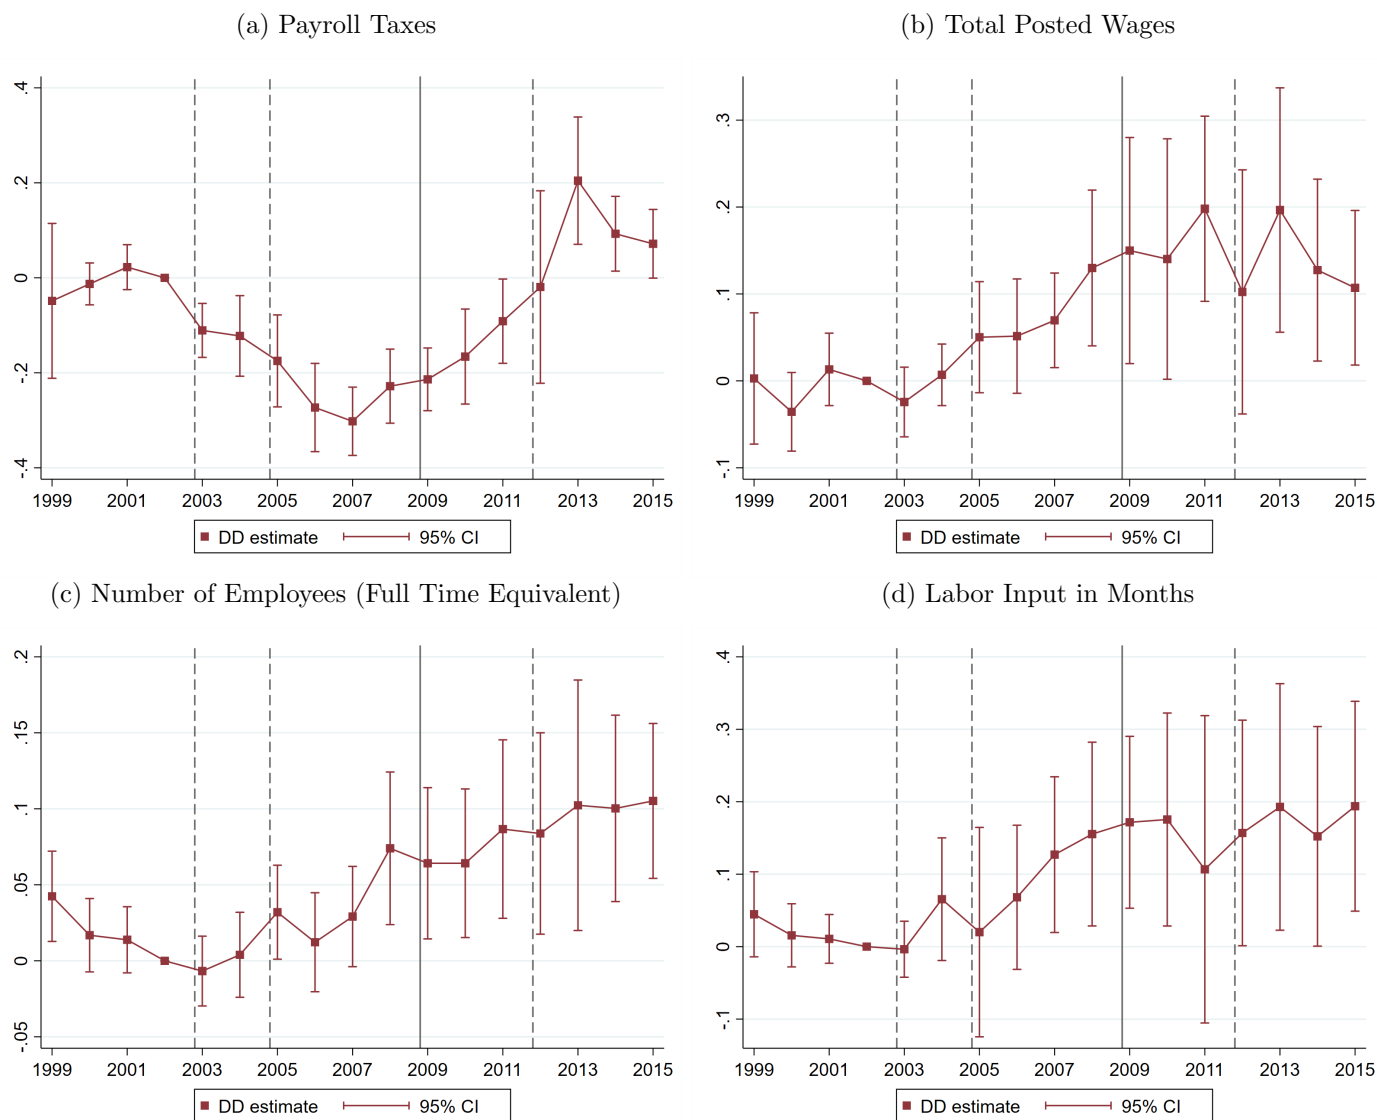 (a) Payroll Taxes
.4
.2
0
-.2
-.4
1999 2001 2003 2005 2007 2009 2011 2013 2015
DD estimate 95% CI
(b) Total Posted Wages
.3
.2
.1
0
-.1
1999 2001 2003 2005 2007 2009 2011 2013 2015
DD estimate 95% CI
(c) Number of Employees (Full Time Equivalent)
.2
.15
.1
.05
0
-.05
1999 2001 2003 2005 2007 2009 2011 2013 2015
DD estimate 95% CI
(d) Labor Input in Months
.4
.3
.2
.1
0
-.1
1999 2001 2003 2005 2007 2009 2011 2013 2015
DD estimate 95% CI